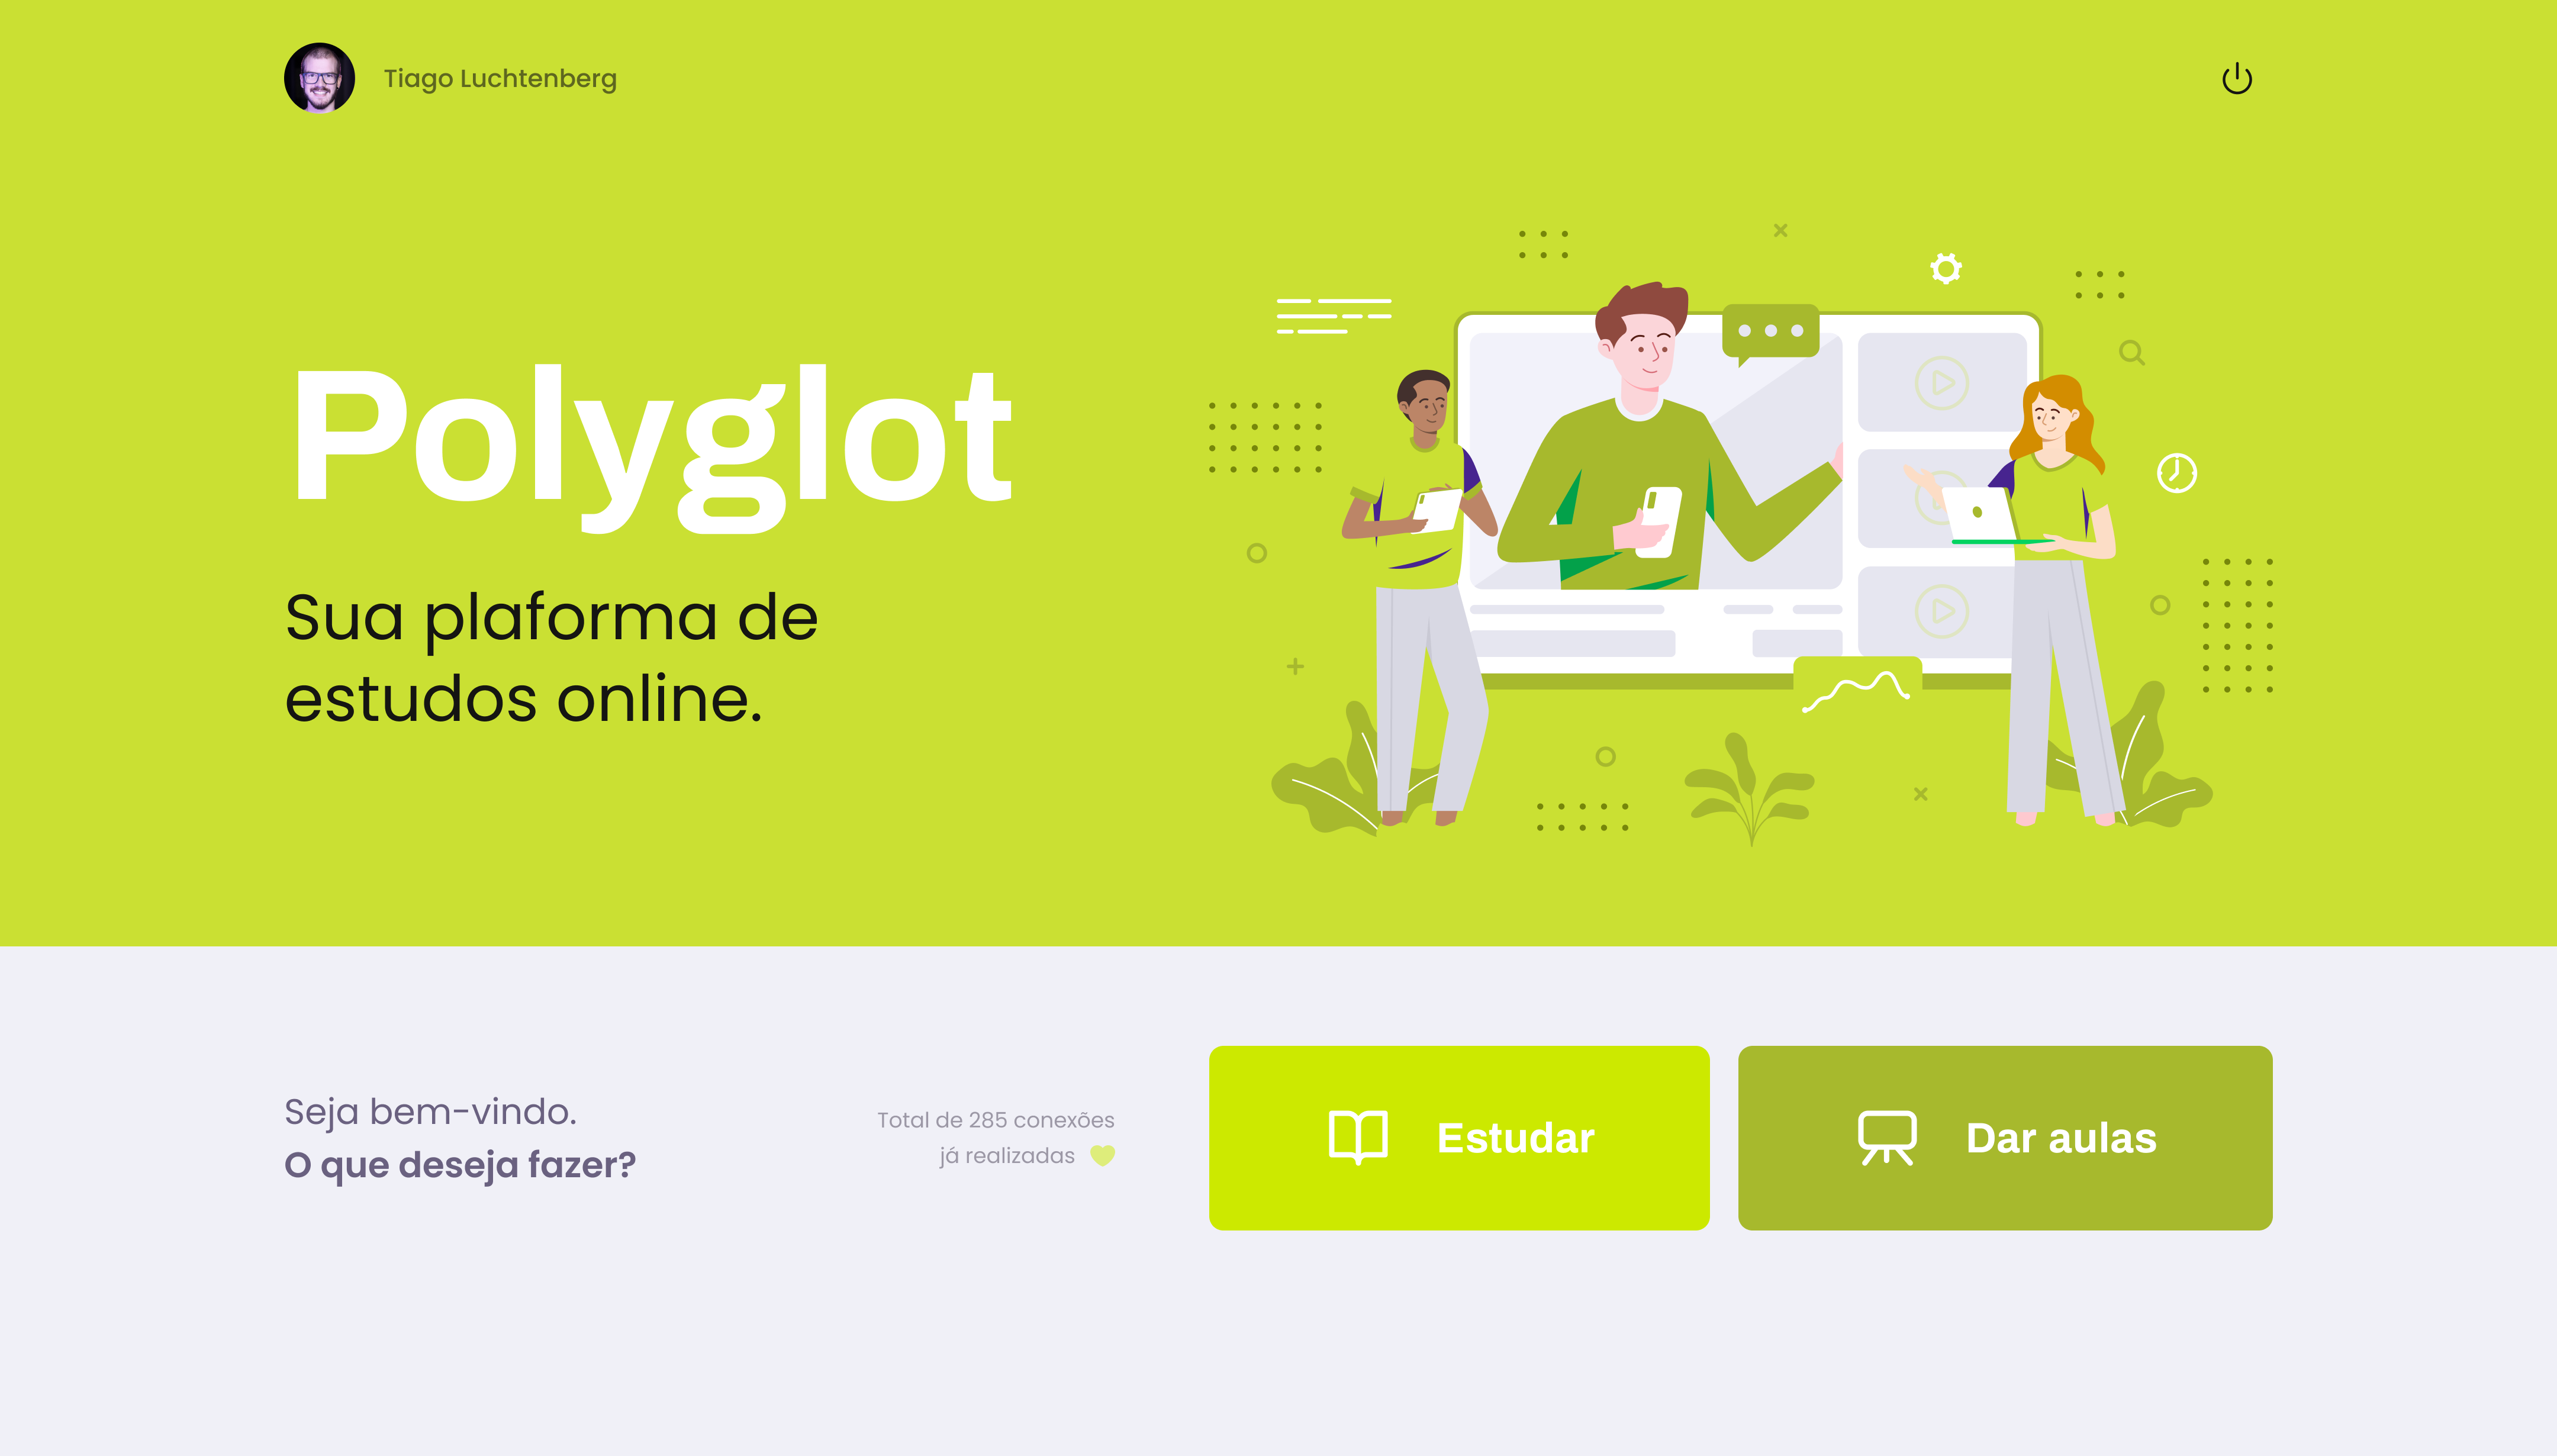 Tiago Luchtenberg
Polyglot
Sua plaforma de
estudos online.
Seja bem-vindo.
O que deseja fazer?
Total de 285 conexões
já realizadas
Estudar
Dar aulas